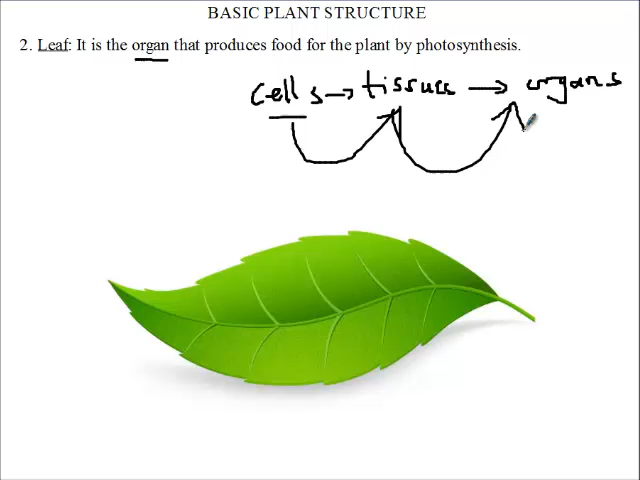 BASIC PLANT STRUCTURE
2. Leaf: It is the organ that produces food for the plant by photosynthesis.
cells → tissues → organs